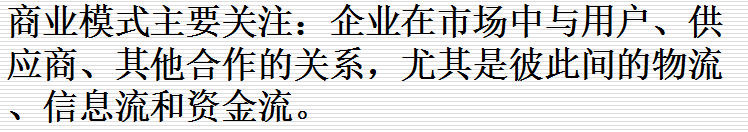 商业模式主要关注：企业在市场中与用户、供
应商、其他合作的关系，尤其是彼此间的物流
、信息流和资金流。